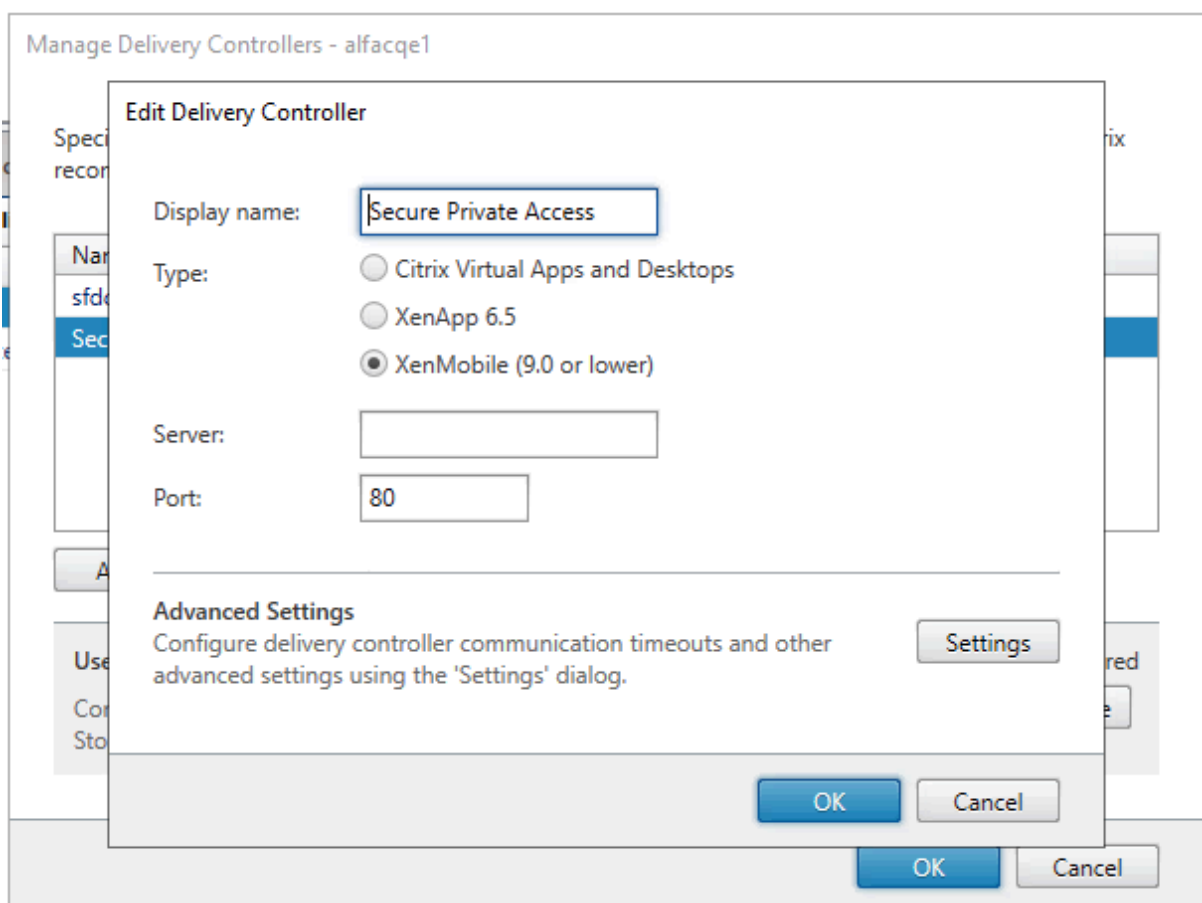 Manage Delivery Controllers - alfacqe1
Edit Delivery Controller
Display name: Secure Private Access
Type:
Citrix Virtual Apps and Desktops
XenApp 6.5
XenMobile (9.0 or lower)
Server:
Port: 80
Advanced Settings
Configure delivery controller communication timeouts and other
advanced settings using the 'Settings' dialog.
Settings
OK Cancel
OK Cancel